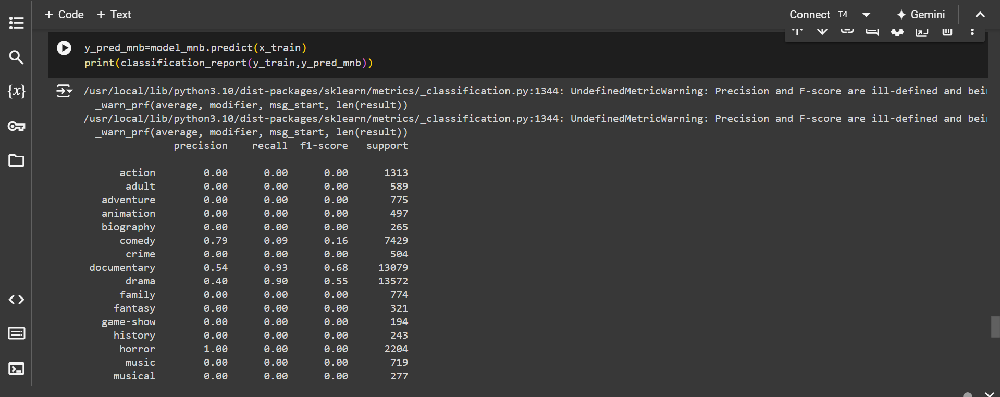 + Code + Text Connect T4 Gemini
y_pred_mnb=model_mnb.predict(x_train)
print(classification_report(y_train,y_pred_mnb))
{x}
/usr/local/lib/python3.10/dist-packages/sklearn/metrics/_classification.py:1344: UndefinedMetricWarning: Precision and F-score are ill-defined and
_warn_prf(average, modifier, msg_start, len(result))
/usr/local/lib/python3.10/dist-packages/sklearn/metrics/_classification.py:1344: UndefinedMetricWarning: Precision and F-score are ill-defined and
_warn_prf(average, modifier, msg_start, len(result))
precision recall f1-score support
action 0.00 0.00 0.00 1313
adult 0.00 0.00 0.00 589
adventure 0.00 0.00 0.00 775
animation 0.00 0.00 0.00 497
biography 0.00 0.00 0.00 265
comedy 0.79 0.09 0.16 7429
crime 0.00 0.00 0.00 504
documentary 0.54 0.93 0.68 13079
drama 0.40 0.90 0.55 13572
family 0.00 0.00 0.00 774
fantasy 0.00 0.00 0.00 321
game-show 0.00 0.00 0.00 194
history 0.00 0.00 0.00 243
horror 1.00 0.00 0.00 2204
music 0.00 0.00 0.00 719
musical 0.00 0.00 0.00 277